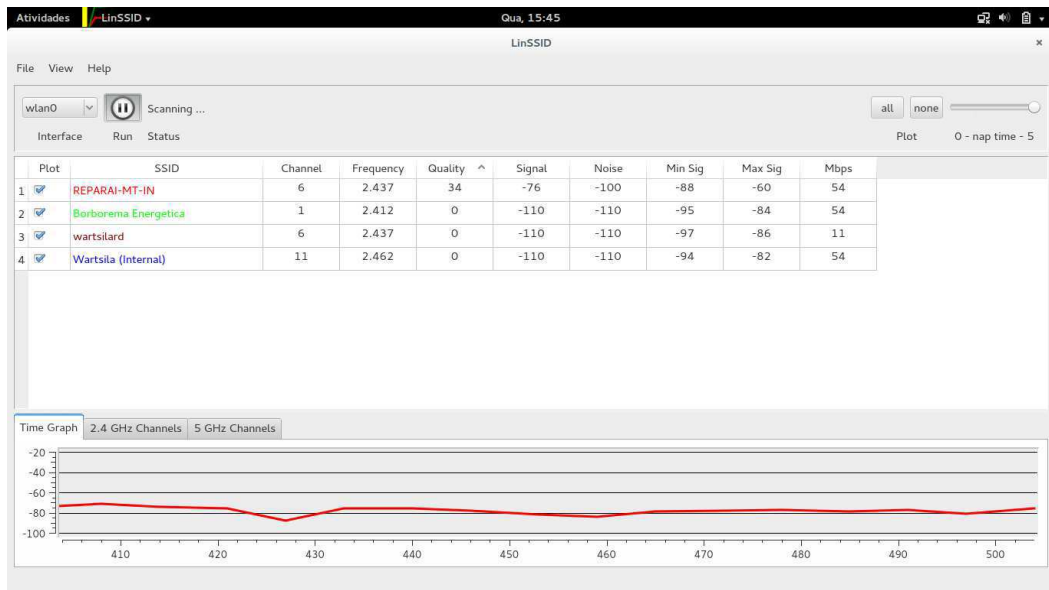 Atividades LinSSID Qua, 15:45
LinSSID ×
File View Help
wlan0 Scanning ... all none
Interface Run Status Plot 0 - nap time - 5
Plot SSID Channel Frequency Quality Signal Noise Min Sig Max Sig Mbps
1 REPARAI-MT-IN 6 2.437 34 -76 -100 -88 -60 54
2 Borborema Energetica 1 2.412 0 -110 -110 -95 -84 54
3 wartsilard 6 2.437 0 -110 -110 -97 -86 11
4 Wartsila (Internal) 11 2.462 0 -110 -110 -94 -82 54
Time Graph 2.4 GHz Channels 5 GHz Channels
-20
-40
-60
-80
-100
410 420 430 440 450 460 470 480 490 500